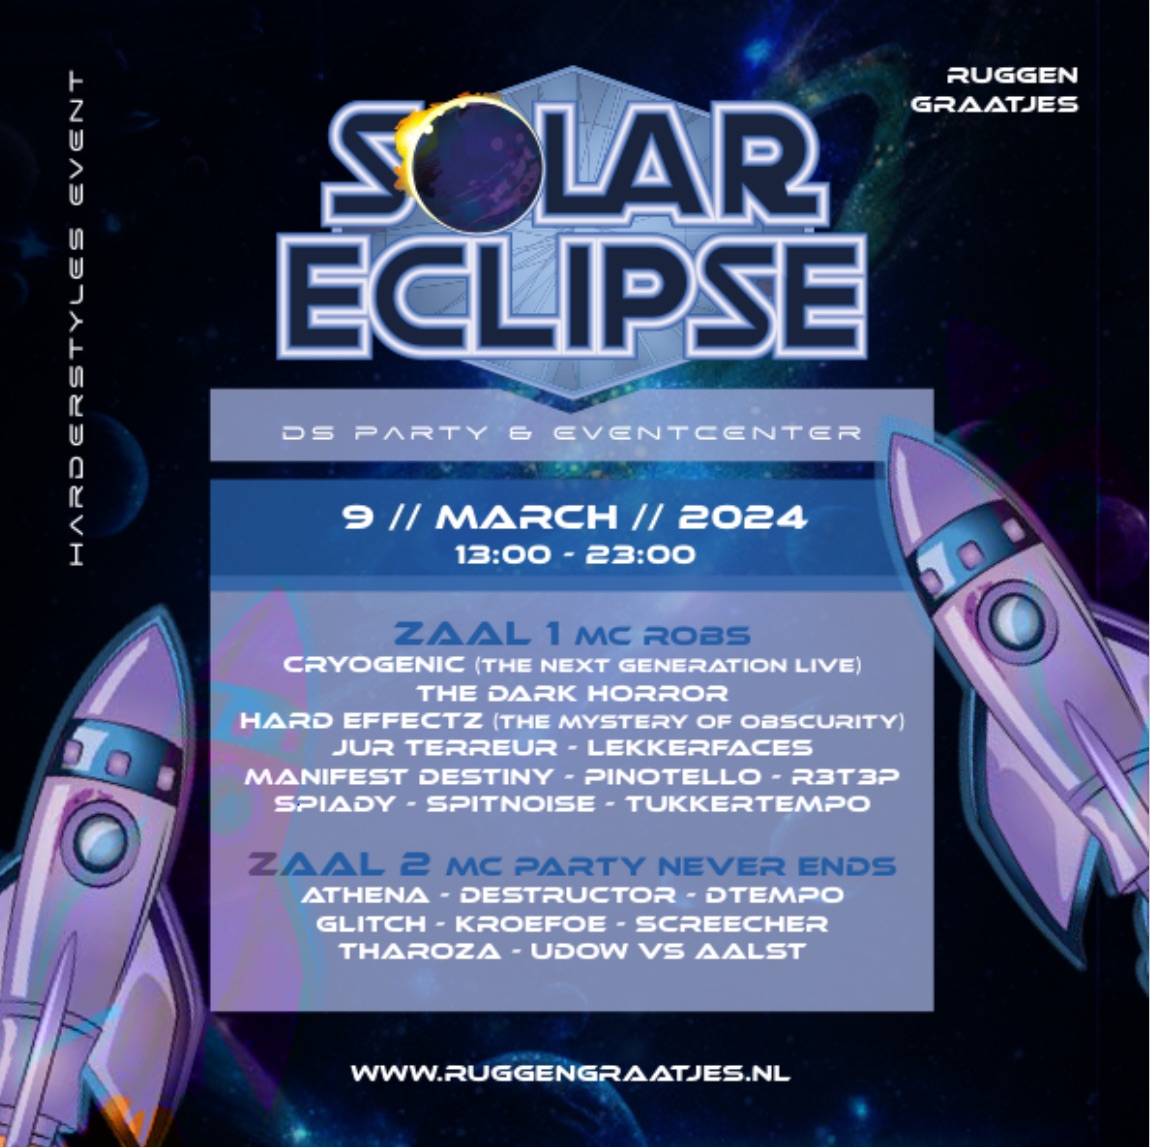 HARDERSTYLES EVENT
RUGGEN
GRAATJES
SOLAR
ECLIPSE
DS PARTY & EVENTCENTER
9 // MARCH // 2024
13:00 - 23:00
ZAAL 1 MC ROBS
CRYOGENIC (THE NEXT GENERATION LIVE)
THE DARK HORROR
HARD EFFECTZ (THE MYSTERY OF OBSCURITY)
JUR TERREUR - LEKKERFACES
MANIFEST DESTINY - PINOTELLO - R3T3P
SPIADY - SPITNOISE - TUKKERTEMPO
ZAAL 2 MC PARTY NEVER ENDS
ATHENA - DESTRUCTOR - DTEMPO
GLITCH - KROEFOE - SCREECHER
THAROZA - UDOW VS AALST
WWW.RUGGENGRAATJES.NL